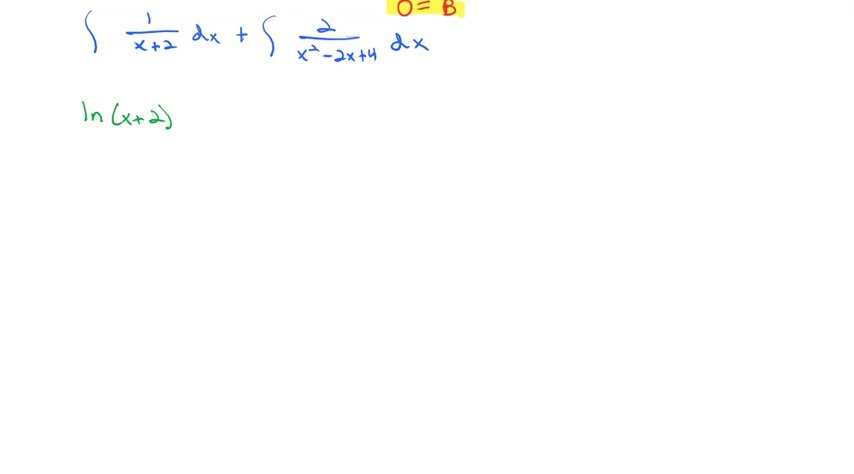 0 = B
∫ 1/(x+2) dx + ∫ 2/(x² - 2x + 4) dx
ln (x+2)